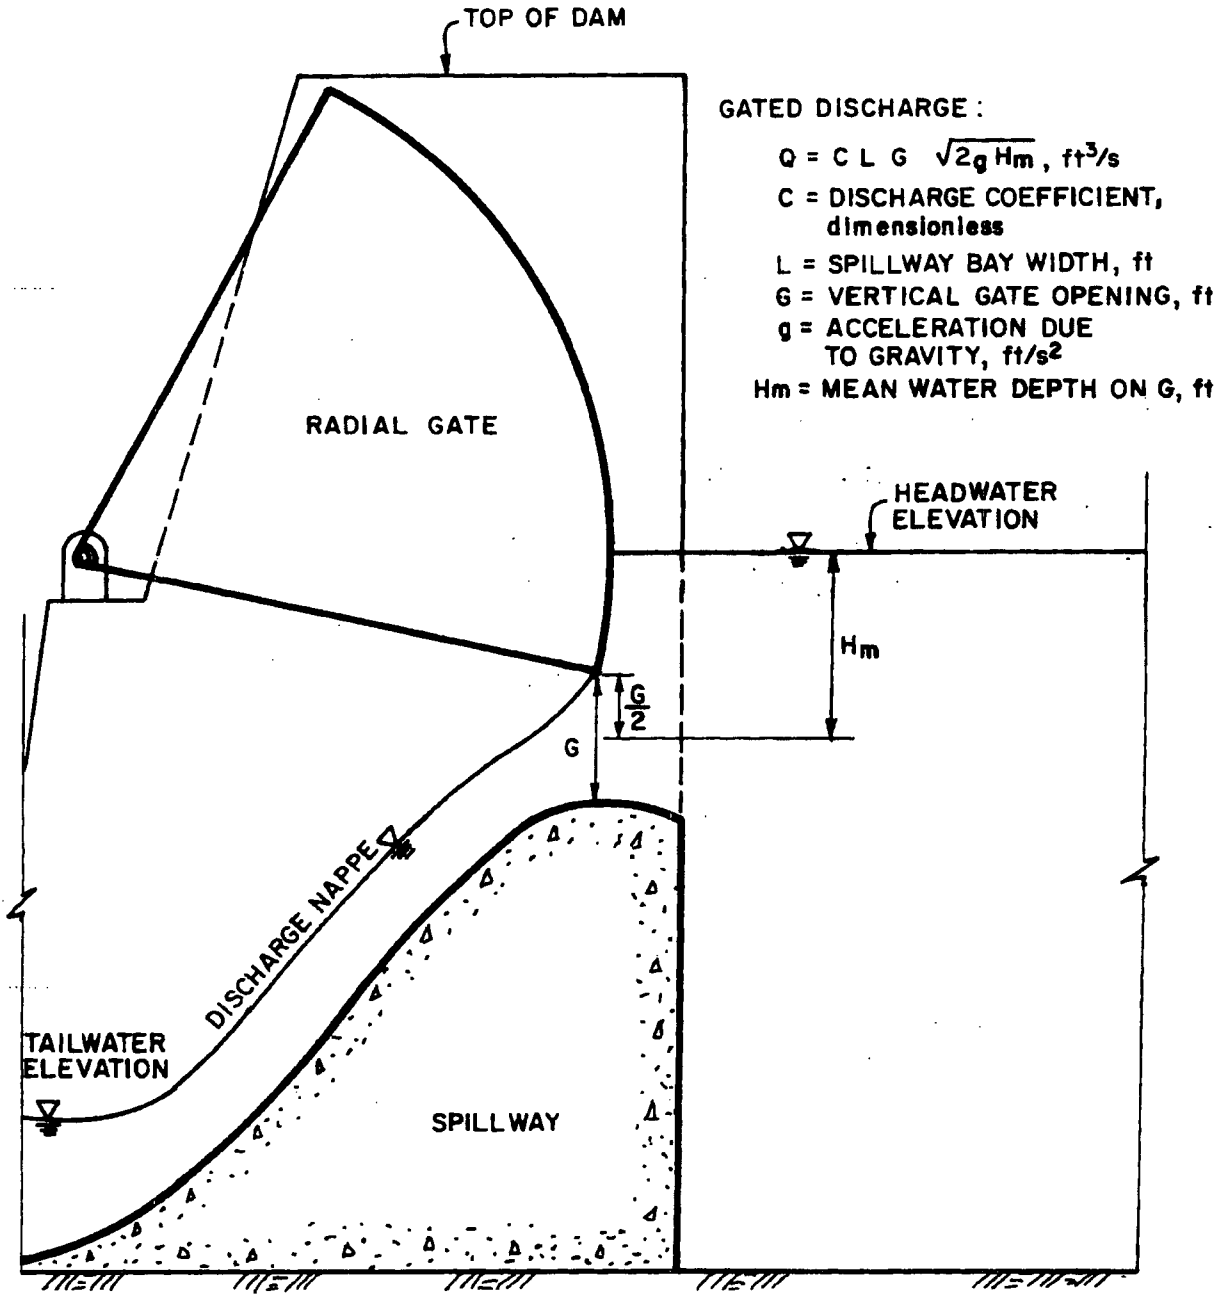 TOP OF DAM
GATED DISCHARGE :
Q = C L G √2g Hm , ft³/s
C = DISCHARGE COEFFICIENT,
dimensionless
L = SPILLWAY BAY WIDTH, ft
G = VERTICAL GATE OPENING, ft
g = ACCELERATION DUE
TO GRAVITY, ft/s²
Hm = MEAN WATER DEPTH ON G, ft
RADIAL GATE
HEADWATER
ELEVATION
Hm
G
2
G
DISCHARGE NAPPE
TAILWATER
ELEVATION
SPILLWAY